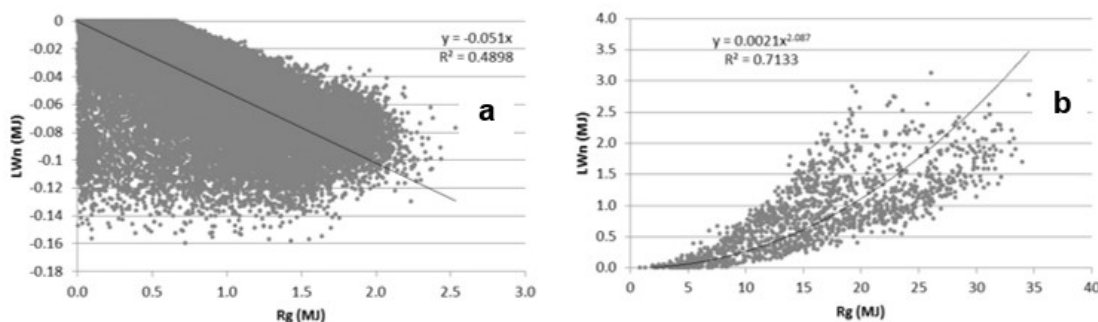 0
-0.02
-0.04
-0.06
-0.08
-0.1
-0.12
-0.14
-0.16
-0.18
LWn (MJ)
y = -0.051x
R² = 0.4898
a
0.0 0.5 1.0 1.5 2.0 2.5 3.0
Rg (MJ)
4.0
3.5
3.0
2.5
2.0
1.5
1.0
0.5
0.0
LWn (MJ)
y = 0.0021x^2.087
R² = 0.7133
b
0 5 10 15 20 25 30 35 40
Rg (MJ)